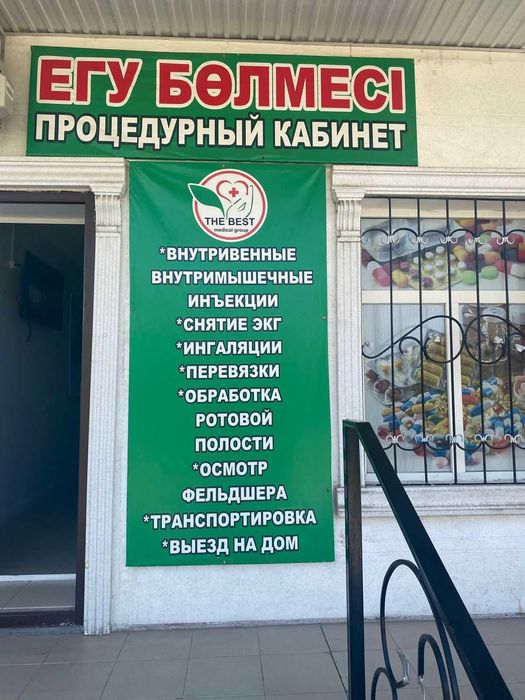 ЕГУ БӨЛМЕСІ
ПРОЦЕДУРНЫЙ КАБИНЕТ
THE BEST
medical group
*ВНУТРИВЕННЫЕ
ВНУТРИМЫШЕЧНЫЕ
ИНЪЕКЦИИ
*СНЯТИЕ ЭКГ
*ИНГАЛЯЦИИ
*ПЕРЕВЯЗКИ
*ОБРАБОТКА
РОТОВОЙ
ПОЛОСТИ
*ОСМОТР
ФЕЛЬДШЕРА
*ТРАНСПОРТИРОВКА
*ВЫЕЗД НА ДОМ